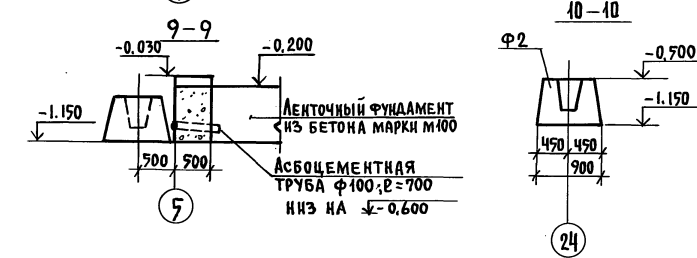 9-9
-0,030
-0,200
-1.150
Ленточный фундамент
из бетона марки М100
500 500
Асбоцементная
труба ф100; ℓ=700
низ на -0,600
5
10-10
Ф2
-0,500
-1.150
450 450
900
24